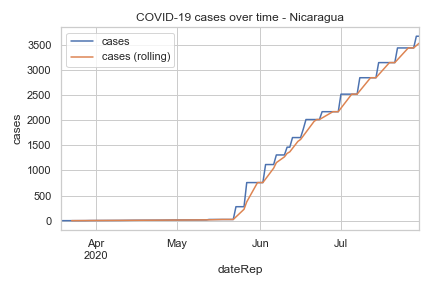 COVID-19 cases over time - Nicaragua
cases
cases (rolling)
3500
3000
2500
2000
1500
1000
500
0
cases
Apr
2020
May
Jun
Jul
dateRep